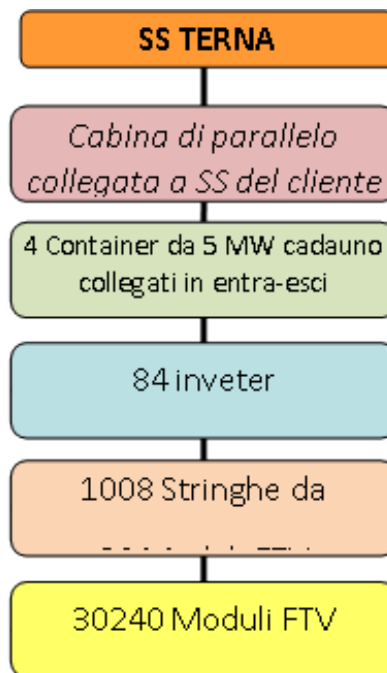 SS TERNA
Cabina di parallelo
collegata a SS del cliente
4 Container da 5 MW cadauno
collegati in entra-esci
84 inveter
1008 Stringhe da
30240 Moduli FTV